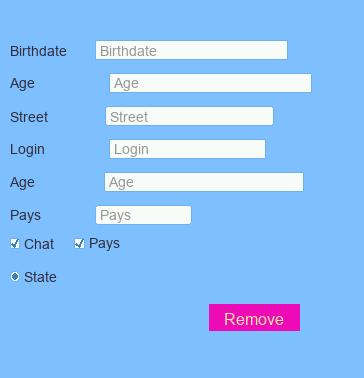 Birthdate Birthdate
Age Age
Street Street
Login Login
Age Age
Pays Pays
Chat Pays
State
Remove